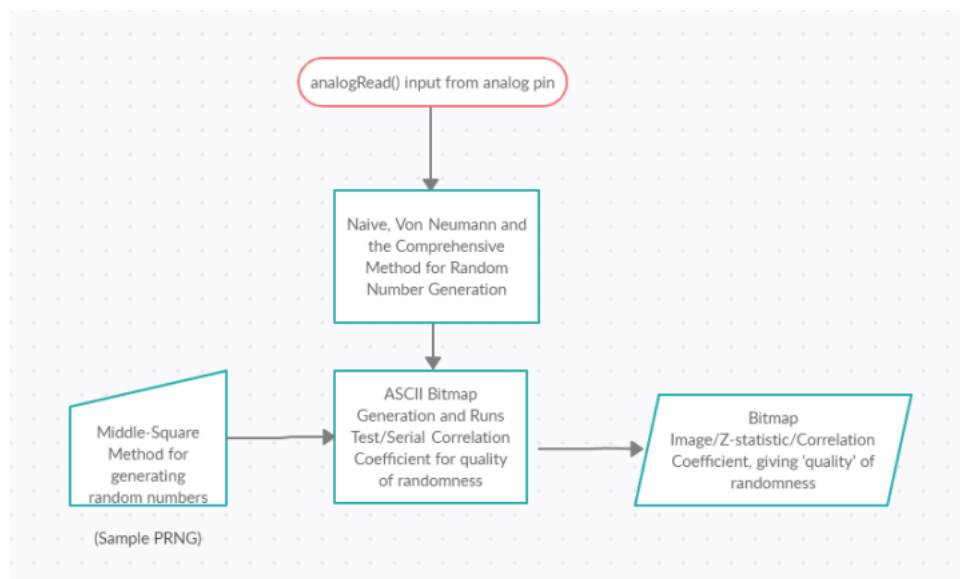 analogRead() input from analog pin
Naive, Von Neumann and
the Comprehensive
Method for Random
Number Generation
ASCII Bitmap
Generation and Runs
Test/Serial Correlation
Coefficient for quality
of randomness
Middle-Square
Method for
generating
random numbers
(Sample PRNG)
Bitmap
Image/Z-statistic/Correlation
Coefficient, giving 'quality' of
randomness